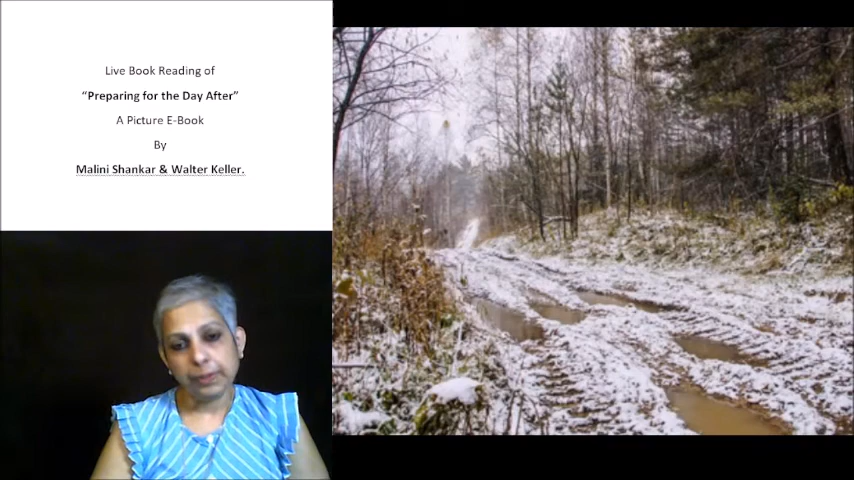 Live Book Reading of
“Preparing for the Day After”
A Picture E-Book
By
Malini Shankar & Walter Keller.